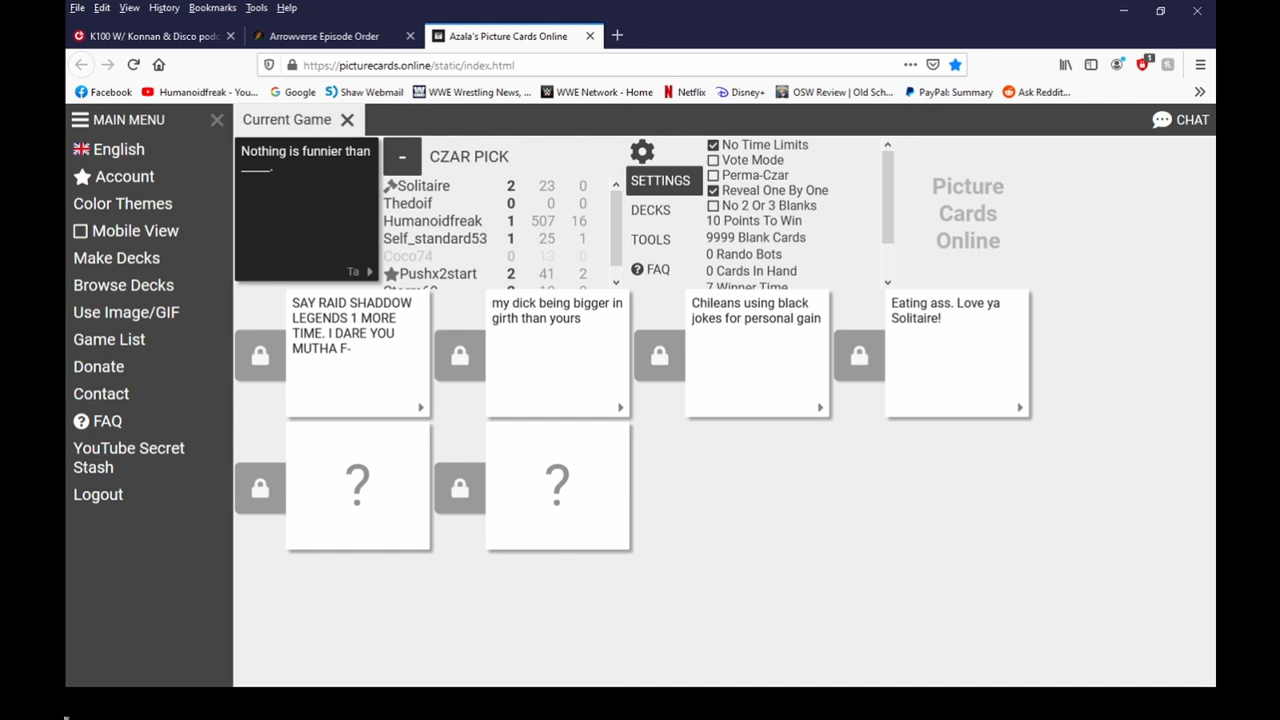 File Edit View History Bookmarks Tools Help
K100 W/ Konnan & Disco podc
Arrowverse Episode Order
Azala's Picture Cards Online
https://picturecards.online/static/index.html
Facebook
Humanoidfreak - You...
Google
Shaw Webmail
WWE Wrestling News, ...
WWE Network - Home
Netflix
Disney+
OSW Review | Old Sch...
PayPal: Summary
Ask Reddit...
MAIN MENU
Current Game
CHAT
English
Account
Color Themes
Mobile View
Make Decks
Browse Decks
Use Image/GIF
Game List
Donate
Contact
FAQ
YouTube Secret
Stash
Logout
Nothing is funnier than
_____.
Ta
- CZAR PICK
Solitaire 2 23 0
Thedoif 0 0 0
Humanoidfreak 1 507 16
Self_standard53 1 25 1
Coco74 0 13 0
Pushx2start 2 41 2
SETTINGS
DECKS
TOOLS
FAQ
No Time Limits
Vote Mode
Perma-Czar
Reveal One By One
No 2 Or 3 Blanks
10 Points To Win
9999 Blank Cards
0 Rando Bots
0 Cards In Hand
7 Winner Time
Picture
Cards
Online
SAY RAID SHADDOW
LEGENDS 1 MORE
TIME. I DARE YOU
MUTHA F-
my dick being bigger in
girth than yours
Chileans using black
jokes for personal gain
Eating ass. Love ya
Solitaire!
?
?